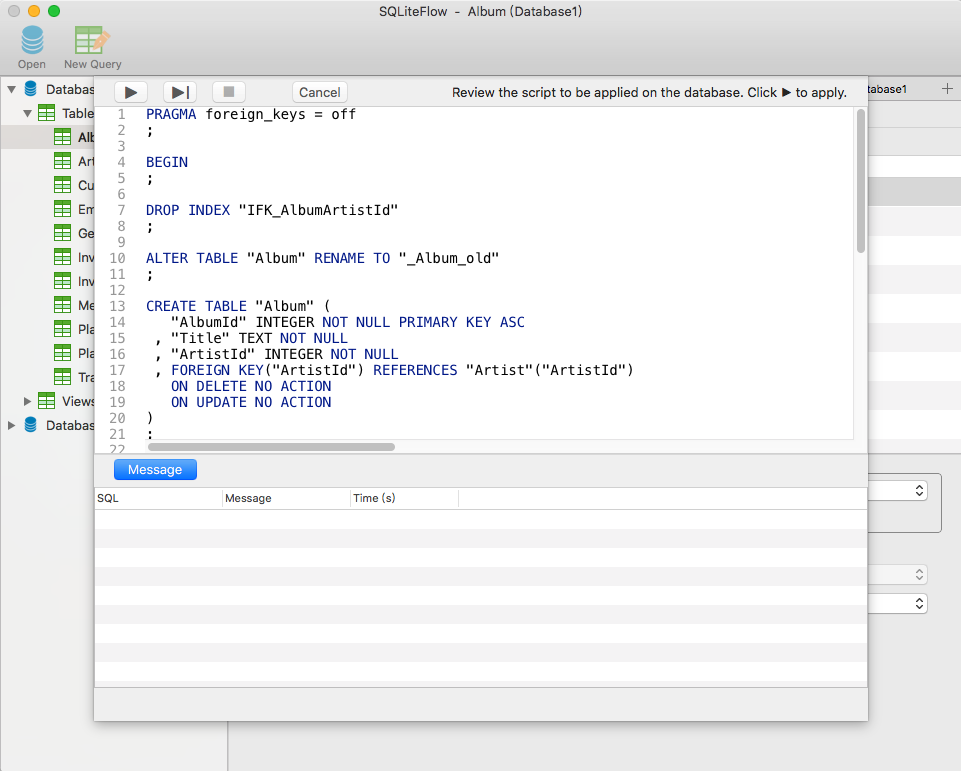 SQLiteFlow - Album (Database1)
Open
New Query
Databas
Table
Alb
Art
Cu
Em
Ge
Inv
Inv
Me
Pla
Pla
Tra
Views
Databas
Cancel
Review the script to be applied on the database. Click ▶ to apply.
tabase1
1 PRAGMA foreign_keys = off
2 ;
3
4 BEGIN
5 ;
6
7 DROP INDEX "IFK_AlbumArtistId"
8 ;
9
10 ALTER TABLE "Album" RENAME TO "_Album_old"
11 ;
12
13 CREATE TABLE "Album" (
14 "AlbumId" INTEGER NOT NULL PRIMARY KEY ASC
15 , "Title" TEXT NOT NULL
16 , "ArtistId" INTEGER NOT NULL
17 , FOREIGN KEY("ArtistId") REFERENCES "Artist"("ArtistId")
18 ON DELETE NO ACTION
19 ON UPDATE NO ACTION
20 )
21 ;
22
Message
SQL Message Time (s)